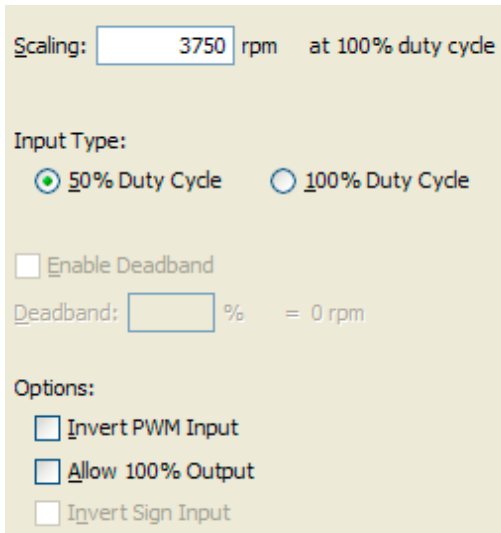 Scaling: 3750 rpm at 100% duty cycle
Input Type:
50% Duty Cycle 100% Duty Cycle
Enable Deadband
Deadband: % = 0 rpm
Options:
Invert PWM Input
Allow 100% Output
Invert Sign Input